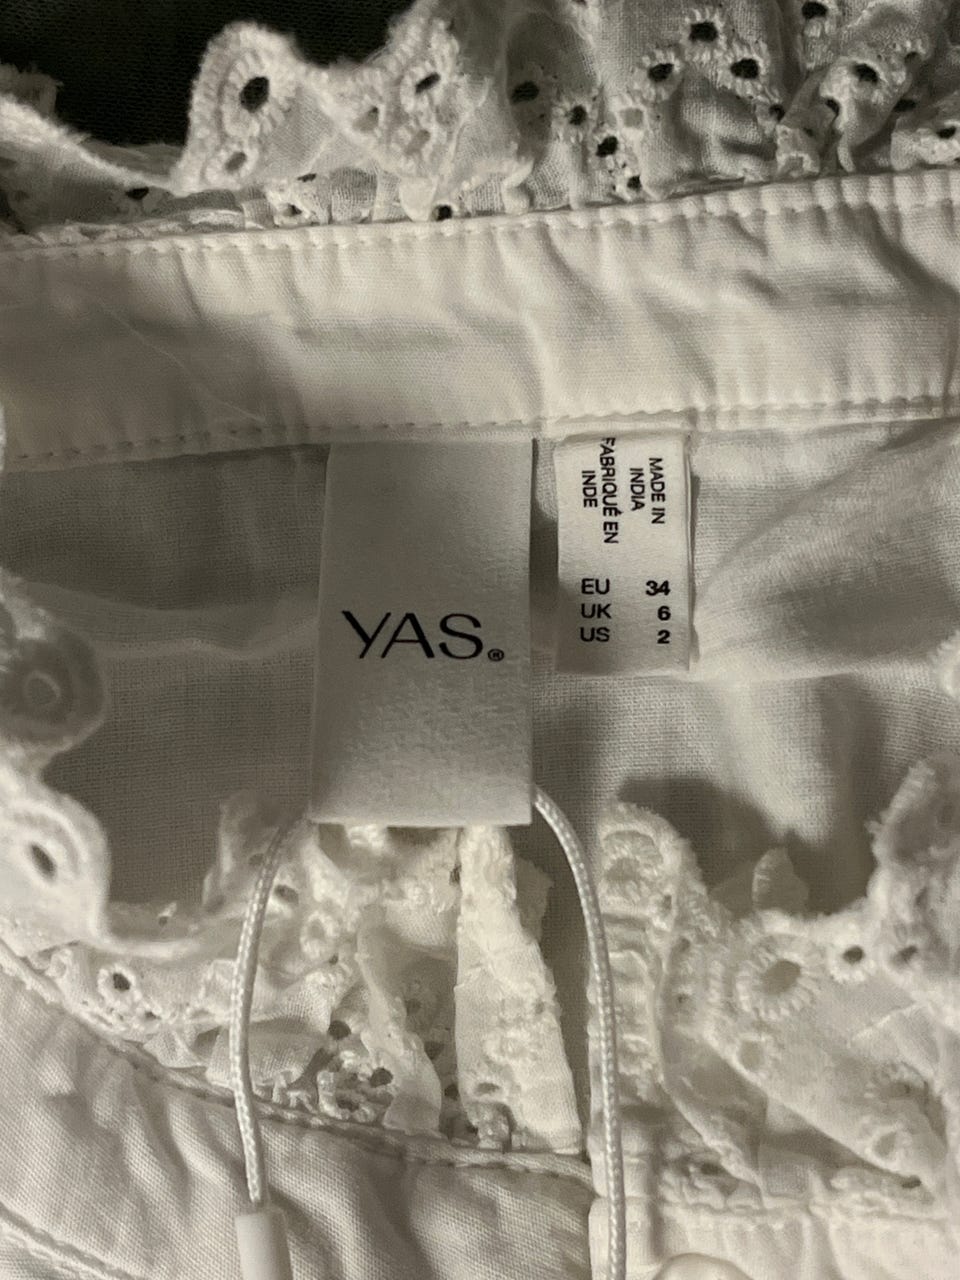 YAS.®
MADE IN
INDIA
FABRIQUÉ EN
INDE
EU 34
UK 6
US 2